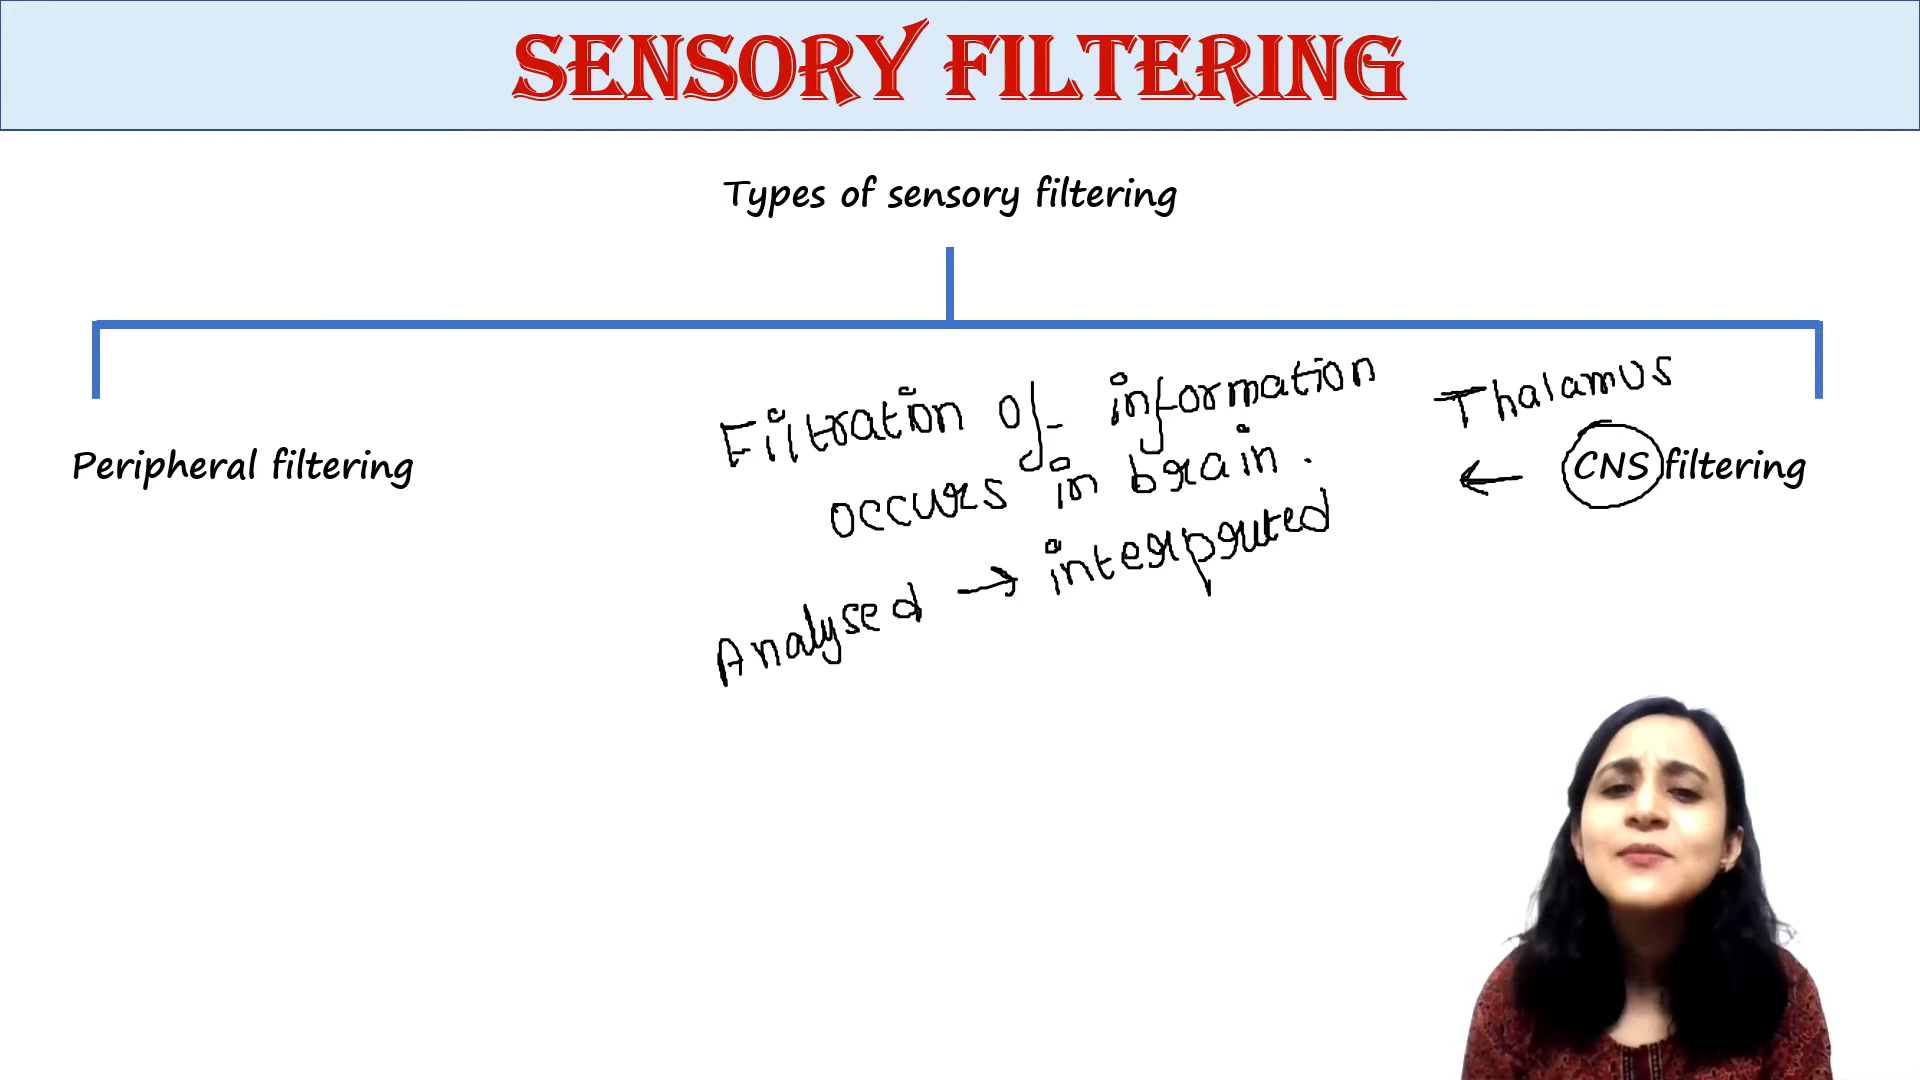 SENSORY FILTERING
Types of sensory filtering
Peripheral filtering
Filtration of information
occurs in brain.
Analysed → interpreted
Thalamus
← CNS filtering